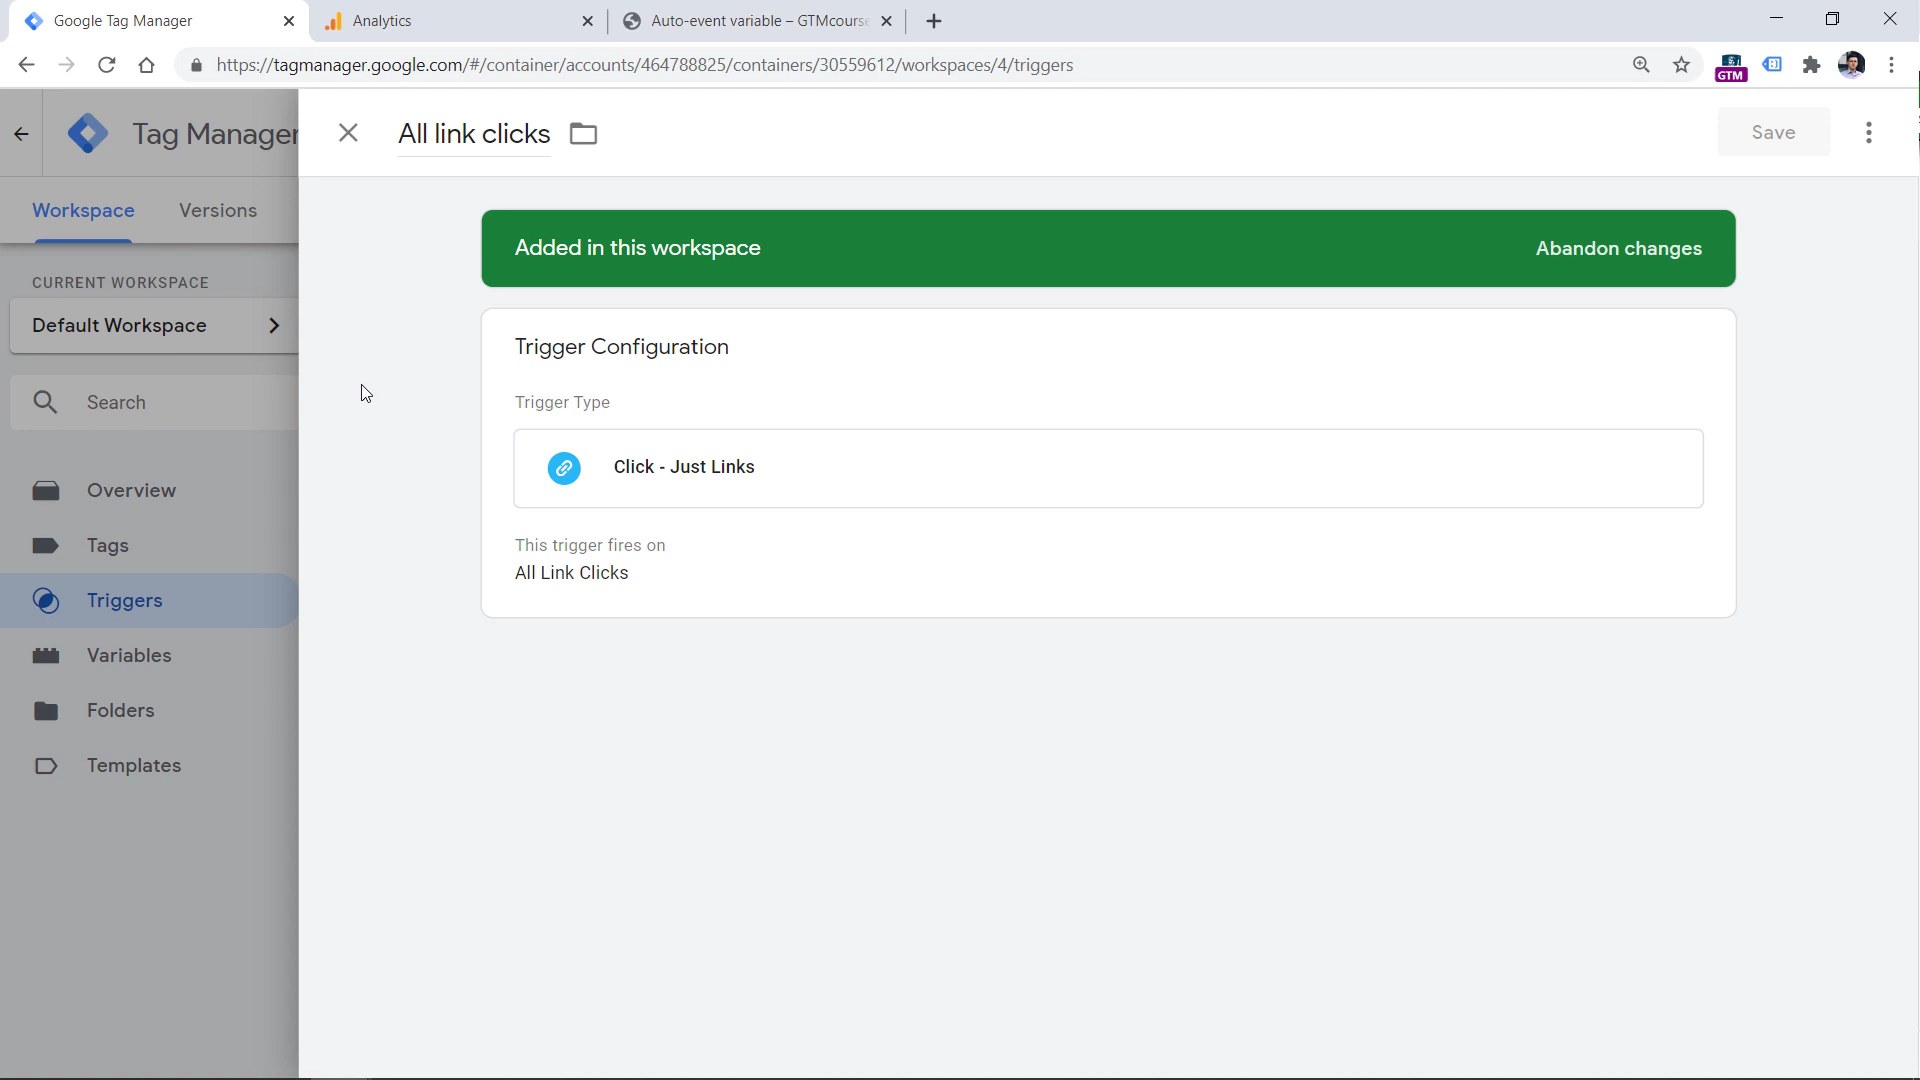 Google Tag Manager
Analytics
Auto-event variable – GTMcourse
https://tagmanager.google.com/#/container/accounts/464788825/containers/30559612/workspaces/4/triggers
GTM
Tag Manager
All link clicks
Save
Workspace
Versions
Added in this workspace
Abandon changes
CURRENT WORKSPACE
Default Workspace
Trigger Configuration
Search
Trigger Type
Click - Just Links
Overview
This trigger fires on
Tags
All Link Clicks
Triggers
Variables
Folders
Templates